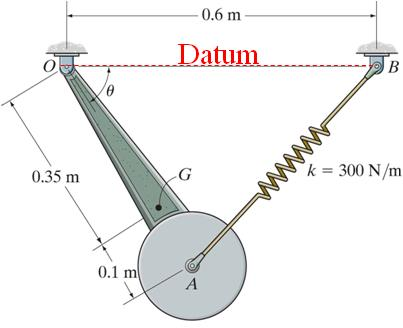 0.6 m
Datum
O
B
θ
0.35 m
G
k = 300 N/m
0.1 m
A